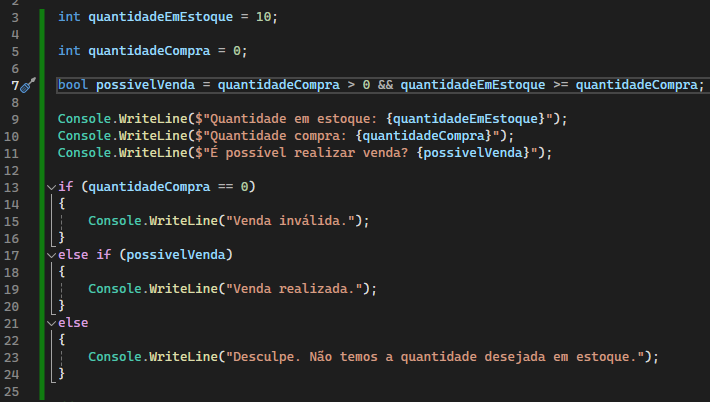 2
3 int quantidadeEmEstoque = 10;
4
5 int quantidadeCompra = 0;
6
7 bool possivelVenda = quantidadeCompra > 0 && quantidadeEmEstoque >= quantidadeCompra;
8
9 Console.WriteLine($"Quantidade em estoque: {quantidadeEmEstoque}");
10 Console.WriteLine($"Quantidade compra: {quantidadeCompra}");
11 Console.WriteLine($"É possivel realizar venda? {possivelVenda}");
12
13 if (quantidadeCompra == 0)
14 {
15 Console.WriteLine("Venda inválida.");
16 }
17 else if (possivelVenda)
18 {
19 Console.WriteLine("Venda realizada.");
20 }
21 else
22 {
23 Console.WriteLine("Desculpe. Não temos a quantidade desejada em estoque.");
24 }
25